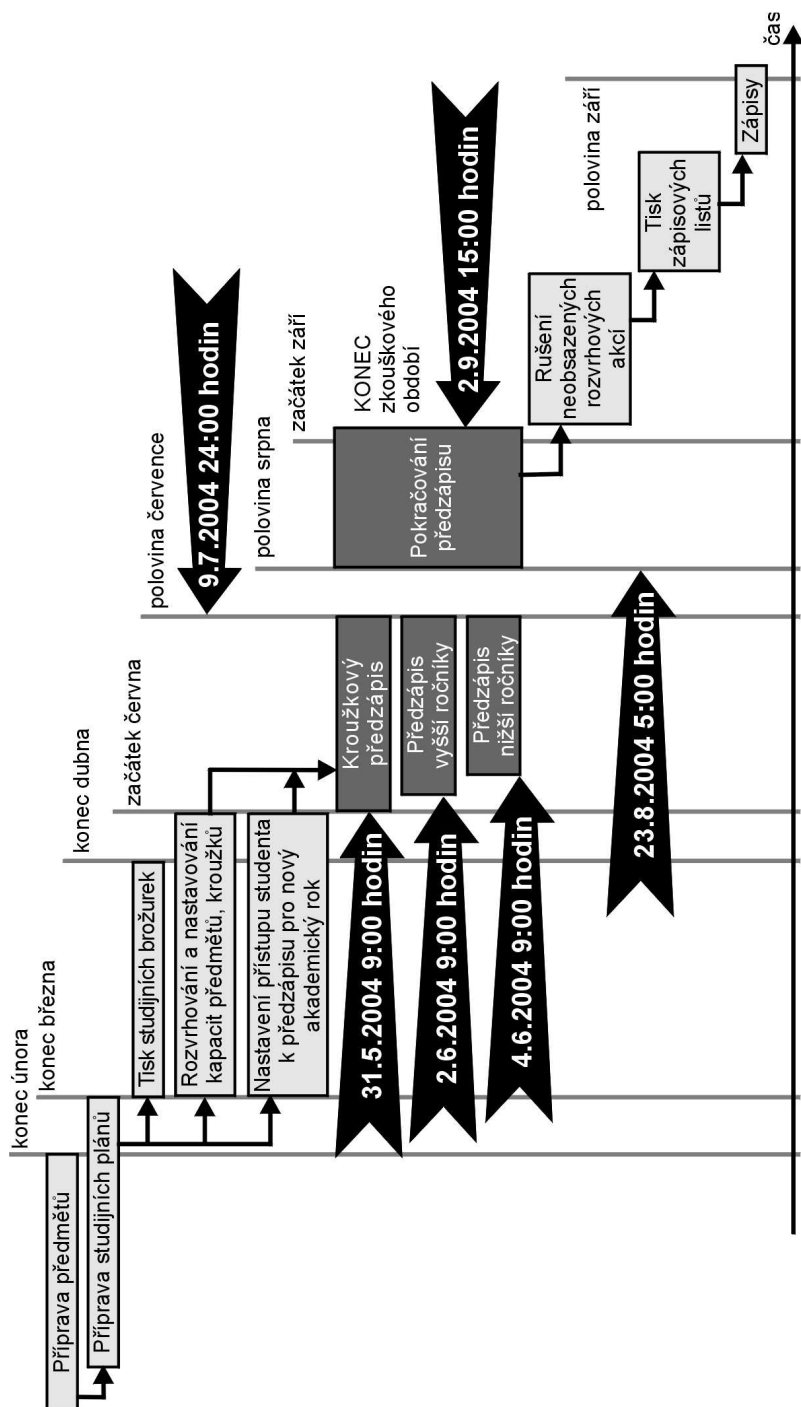 konec února
konec března
konec dubna
začátek června
polovina července
polovina srpna
začátek září
polovina září
Příprava předmětů
Příprava studijních plánů
Tisk studijních brožurek
Rozvrhování a nastavování
kapacit předmětů, kroužků
Nastavení přístupu studenta
k předzápisu pro nový
akademický rok
9.7.2004 24:00 hodin
Kroužkový
předzápis
Předzápis
vyšší ročníky
Předzápis
nižší ročníky
31.5.2004 9:00 hodin
2.6.2004 9:00 hodin
4.6.2004 9:00 hodin
23.8.2004 5:00 hodin
Pokračování
předzápisu
KONEC
zkouškového
období
2.9.2004 15:00 hodin
Rušení
neobsazených
rozvrhových
akcí
Tisk
zápisových
listů
Zápisy
čas